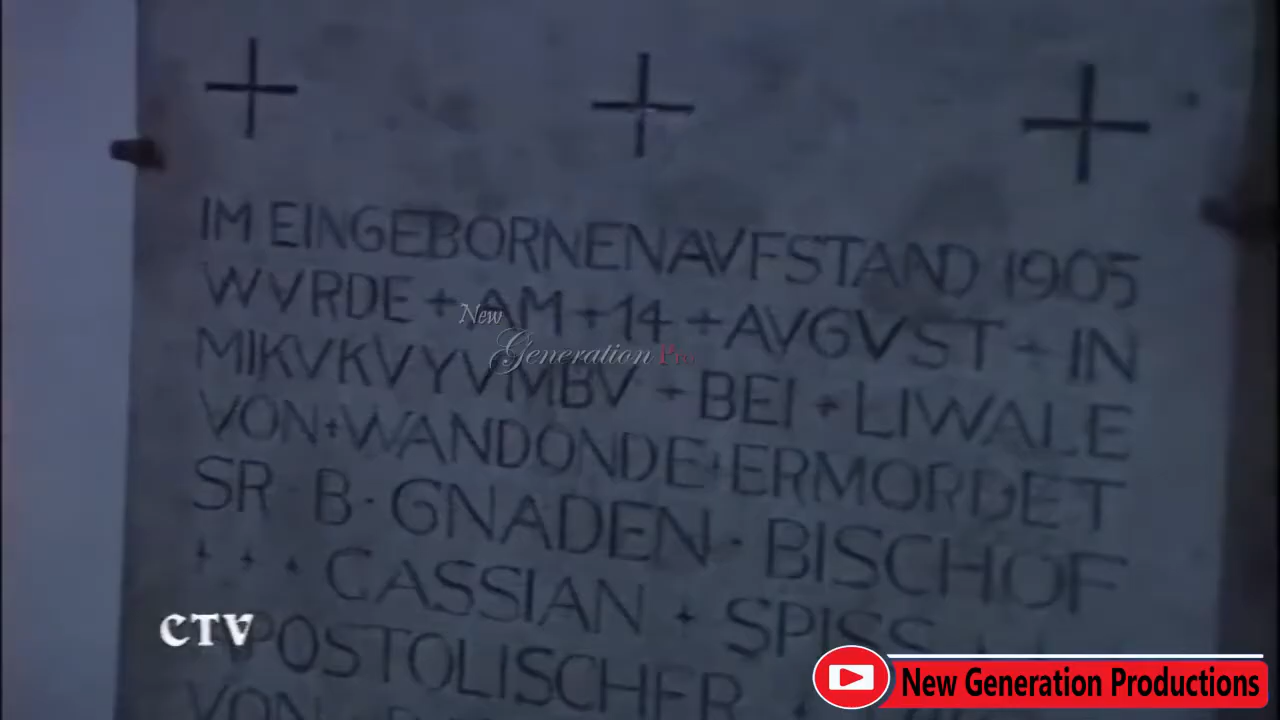 IM EINGEBORNENAVFSTAND 1905
WVRDE + AM + 14 + AVGVST + IN
MIKVKVYVMBV + BEI + LIWALE
VON + WANDONDE + ERMORDET
SR · B · GNADEN · BISCHOF
+ + + CASSIAN + SPISS + +
POSTOLISCHER +
VON
New
Generation Pro
CTV
New Generation Productions